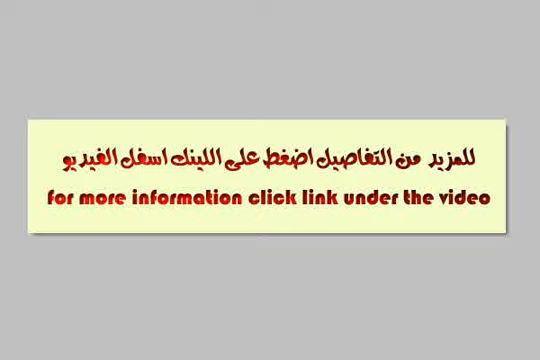 للمزيد من التفاصيل اضغط على اللينك اسفل الفيديو
for more information click link under the video